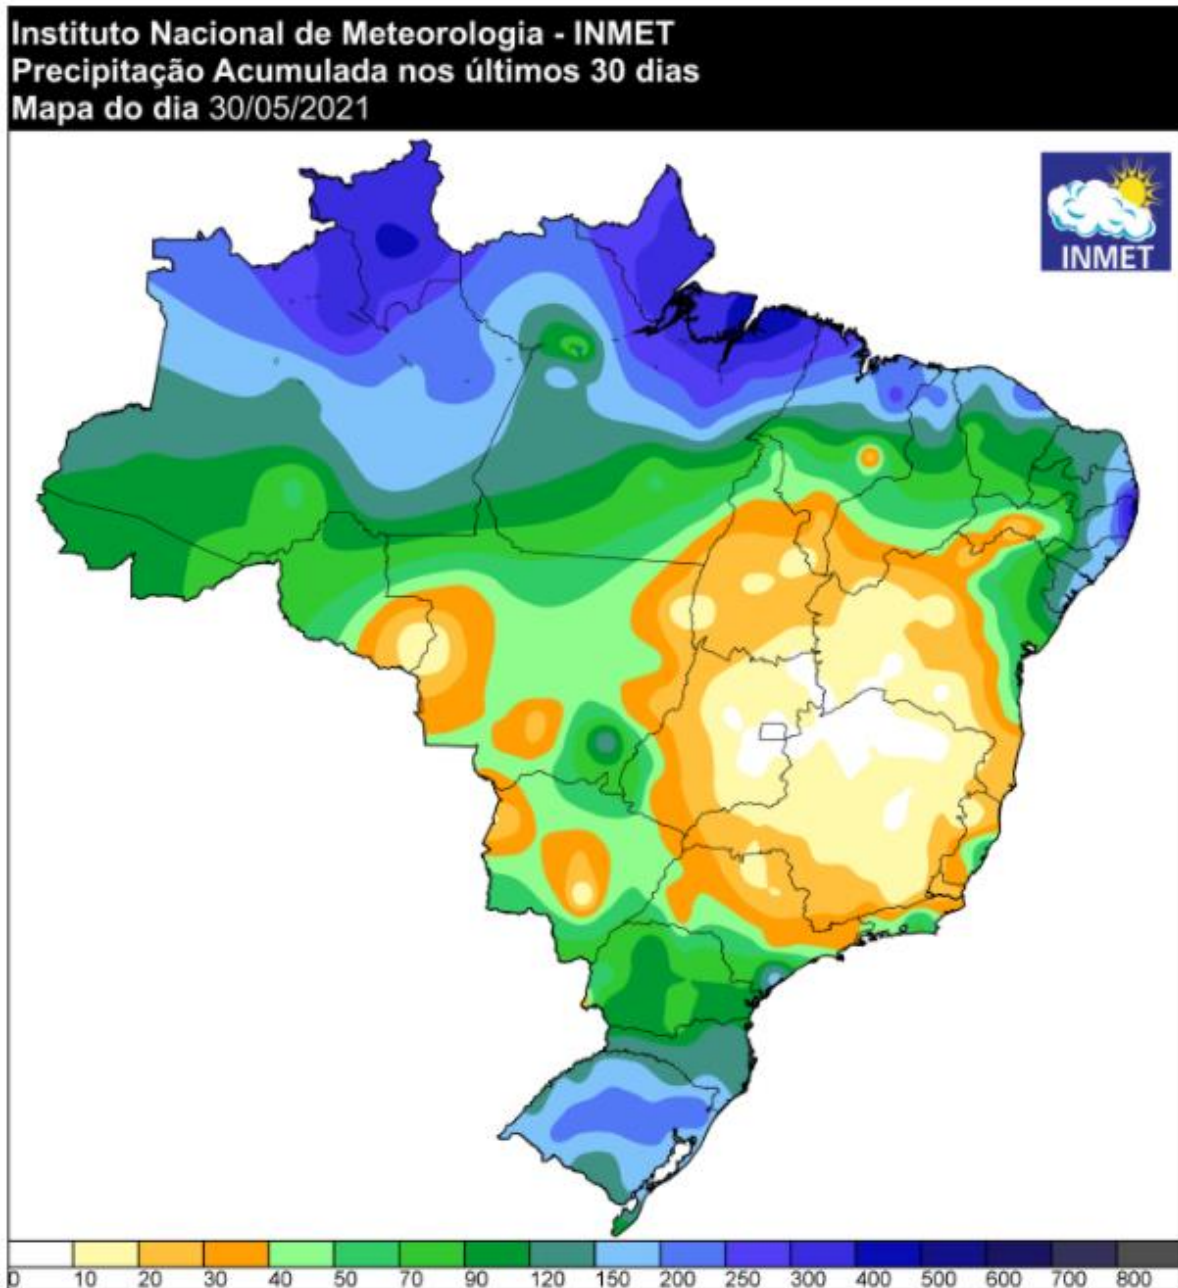 Instituto Nacional de Meteorologia - INMET
Precipitação Acumulada nos últimos 30 dias
Mapa do dia 30/05/2021
INMET
0 10 20 30 40 50 70 90 120 150 200 250 300 400 500 600 700 800